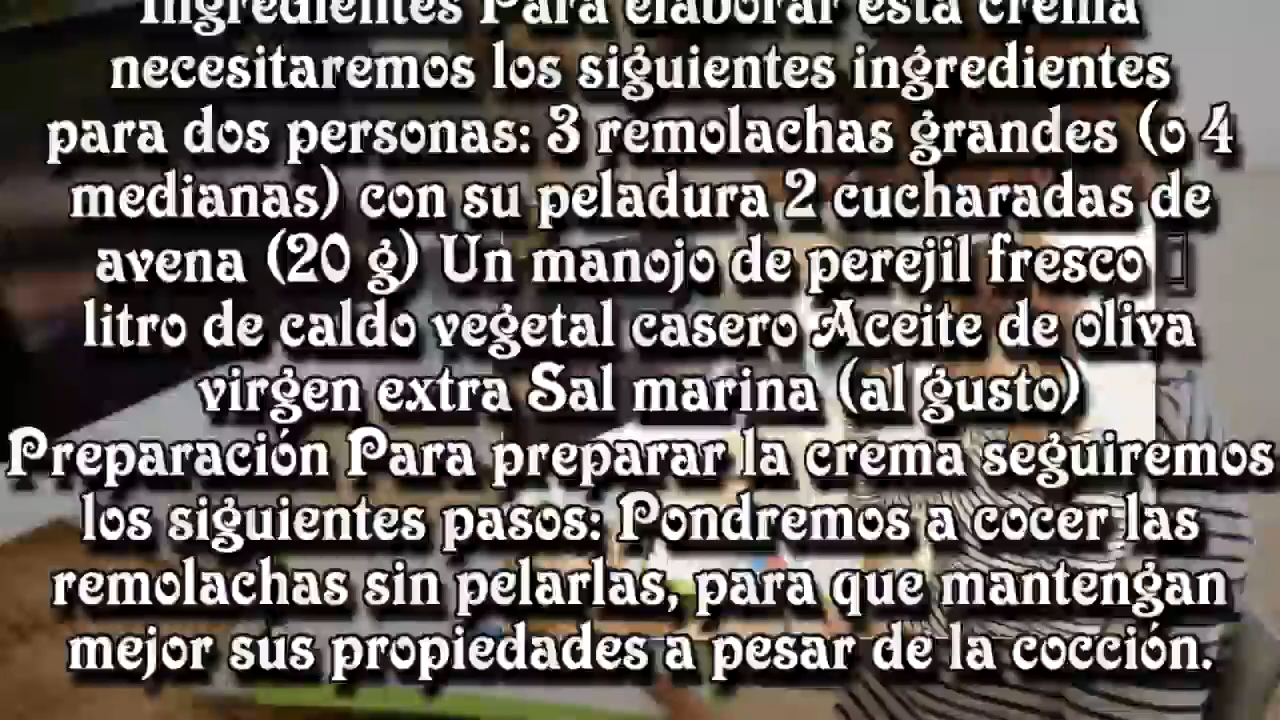 Ingredientes Para elaborar esta crema
necesitaremos los siguientes ingredientes
para dos personas: 3 remolachas grandes (o 4
medianas) con su peladura 2 cucharadas de
avena (20 g) Un manojo de perejil fresco
litro de caldo vegetal casero Aceite de oliva
virgen extra Sal marina (al gusto)
Preparación Para preparar la crema seguiremos
los siguientes pasos: Pondremos a cocer las
remolachas sin pelarlas, para que mantengan
mejor sus propiedades a pesar de la cocción.